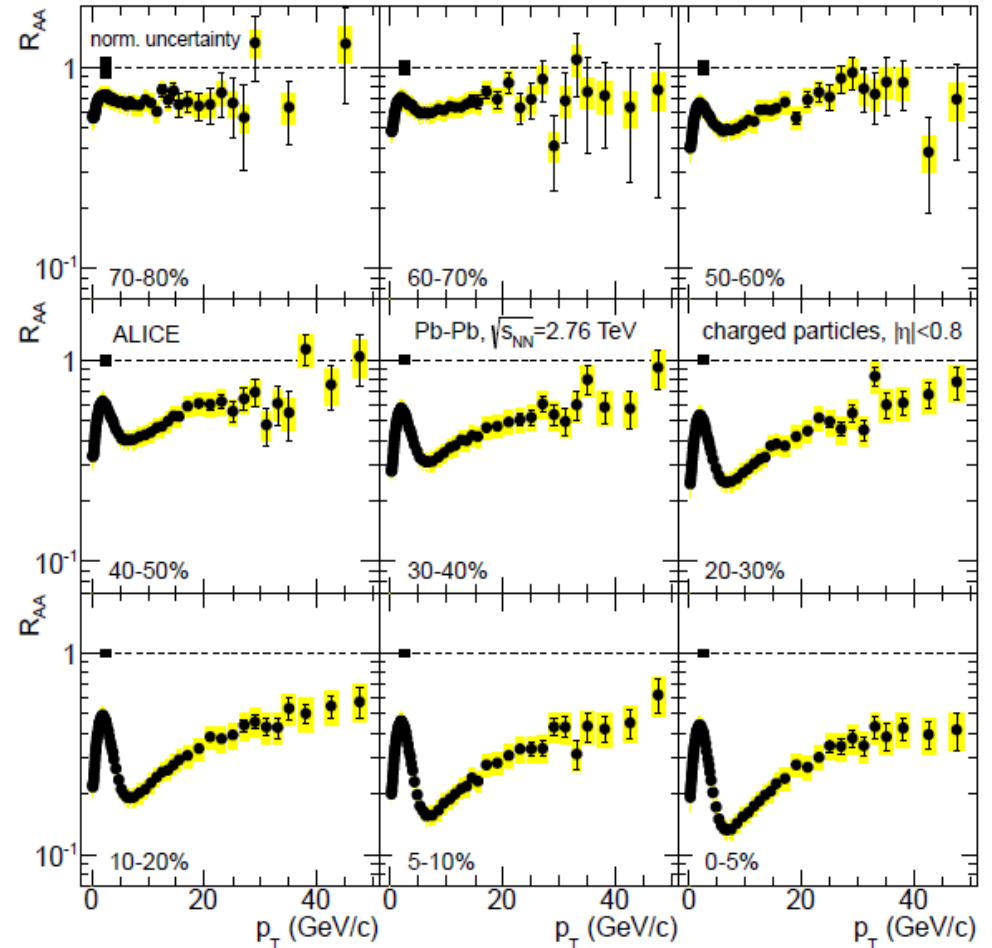 R_AA
norm. uncertainty
1
10^-1
70-80%
60-70%
50-60%
R_AA
ALICE
Pb-Pb, √s_NN=2.76 TeV
charged particles, |η|<0.8
1
10^-1
40-50%
30-40%
20-30%
R_AA
1
10^-1
10-20%
5-10%
0-5%
0 20 40 0 20 40 0 20 40
p_T (GeV/c) p_T (GeV/c) p_T (GeV/c)